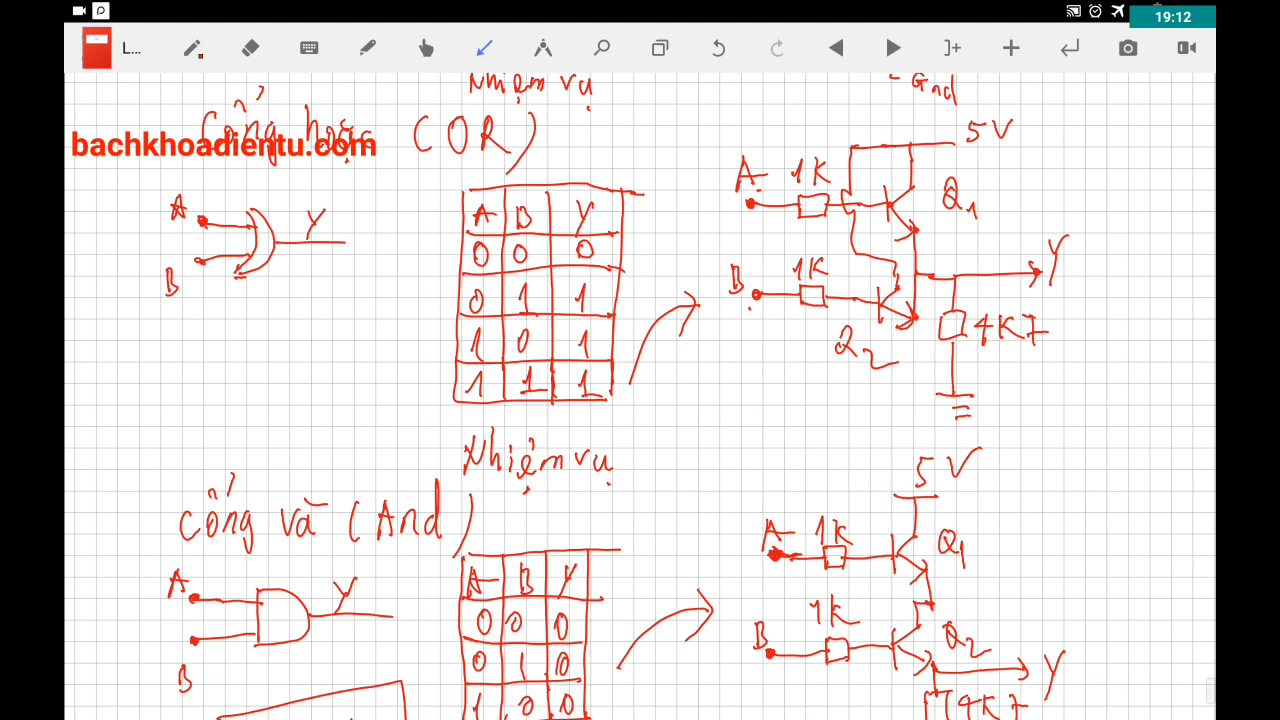 19:12
L...
Nhiệm vụ
Gnd
Cổng hoặc (OR)
bachkhoadientu.com
A
B
Y
A B Y
0 0 0
0 1 1
1 0 1
1 1 1
5V
A 1K Q1
B 1K Q2
Y
4K7
Nhiệm vụ
Cổng và (And)
A
B
Y
A B Y
0 0 0
0 1 0
1 0 0
5V
A 1K Q1
B 1K Q2
Y
4K7